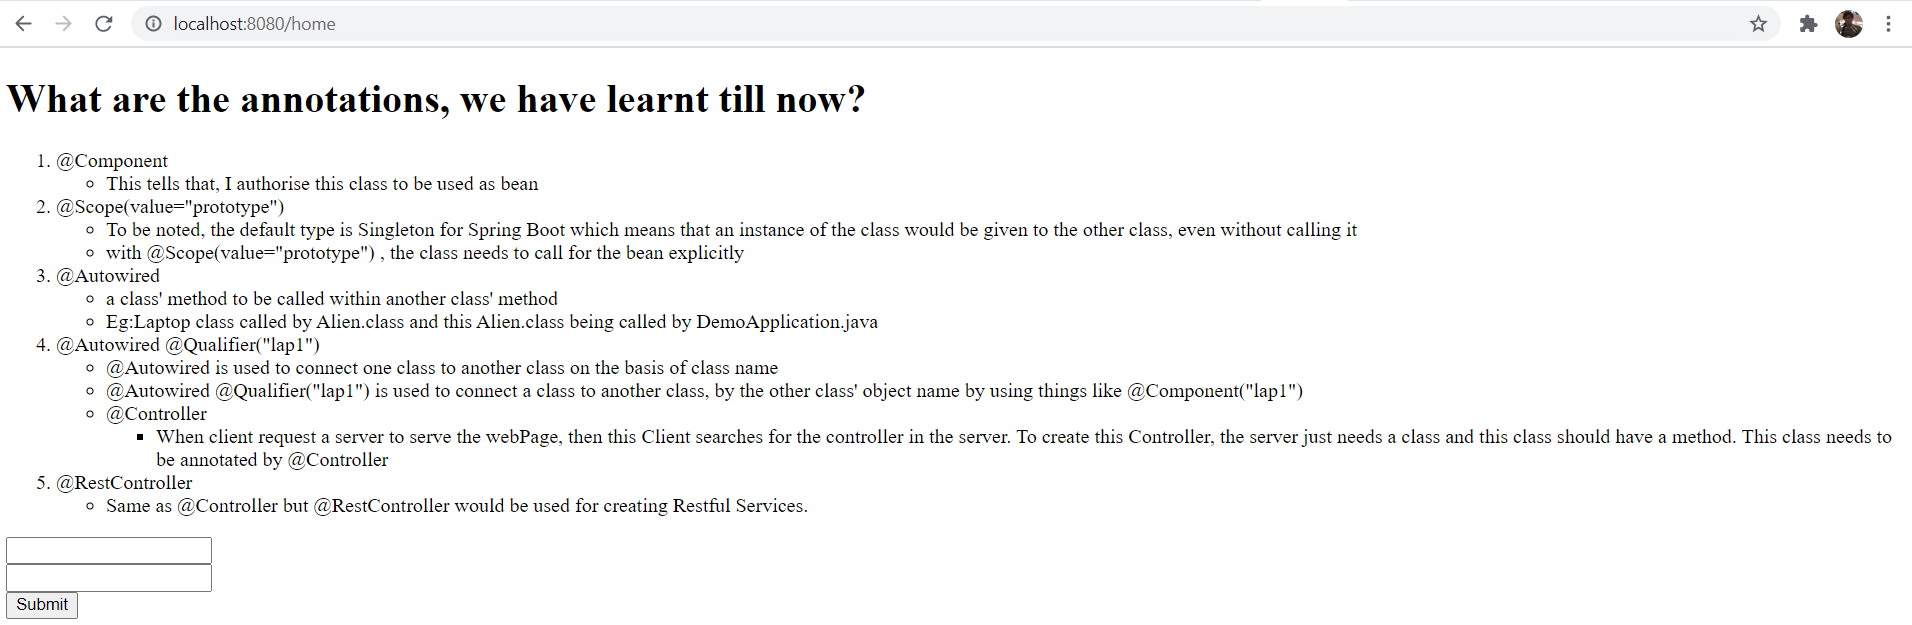 localhost:8080/home
What are the annotations, we have learnt till now?
1. @Component
This tells that, I authorise this class to be used as bean
2. @Scope(value="prototype")
To be noted, the default type is Singleton for Spring Boot which means that an instance of the class would be given to the other class, even without calling it
with @Scope(value="prototype") , the class needs to call for the bean explicitly
3. @Autowired
a class' method to be called within another class' method
Eg:Laptop class called by Alien.class and this Alien.class being called by DemoApplication.java
4. @Autowired @Qualifier("lap1")
@Autowired is used to connect one class to another class on the basis of class name
@Autowired @Qualifier("lap1") is used to connect a class to another class, by the other class' object name by using things like @Component("lap1")
@Controller
When client request a server to serve the webPage, then this Client searches for the controller in the server. To create this Controller, the server just needs a class and this class should have a method. This class needs to
be annotated by @Controller
5. @RestController
Same as @Controller but @RestController would be used for creating Restful Services.
Submit